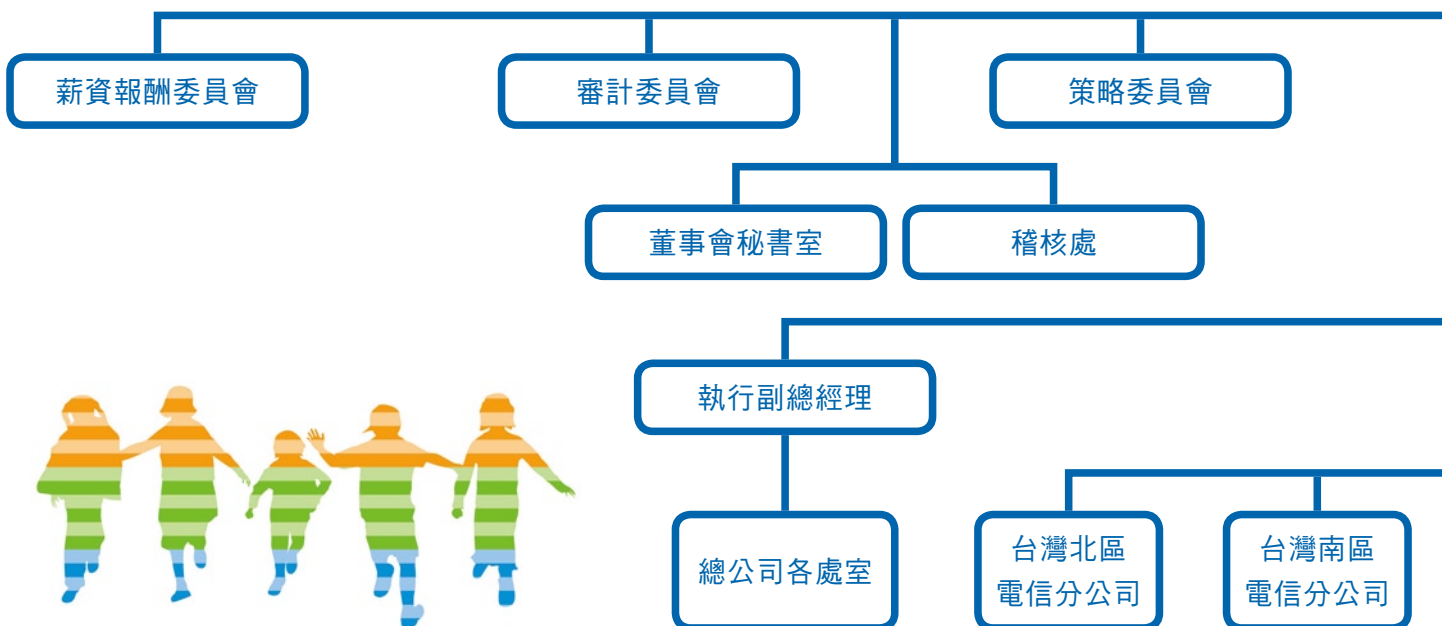 薪資報酬委員會
審計委員會
策略委員會
董事會秘書室
稽核處
執行副總經理
總公司各處室
台灣北區
電信分公司
台灣南區
電信分公司